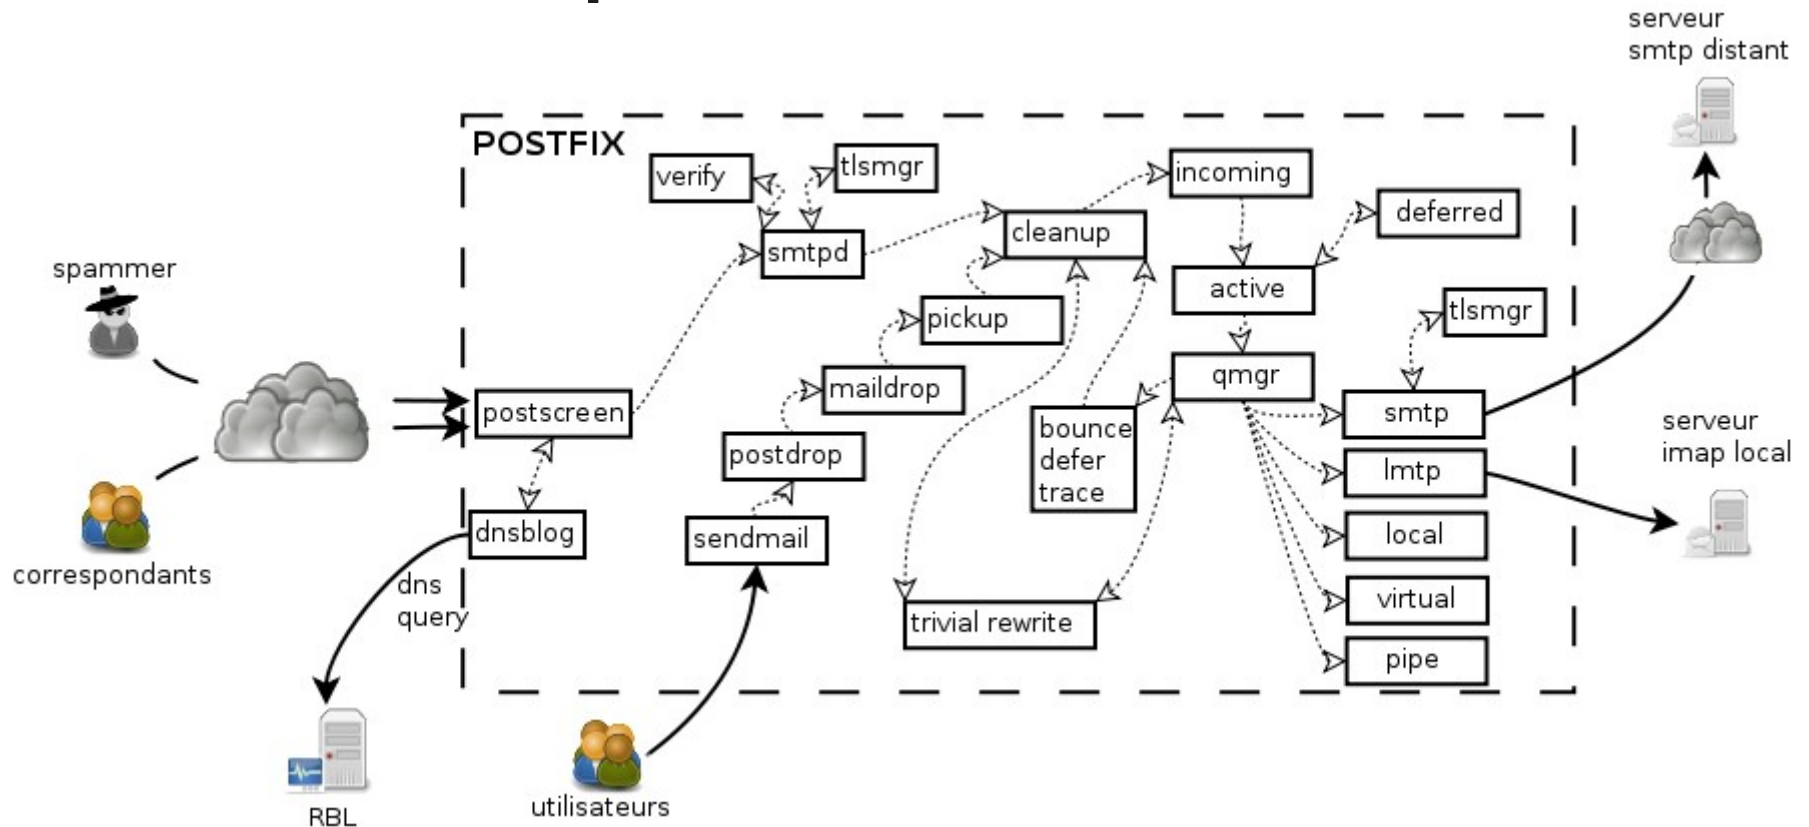 serveur
smtp distant
POSTFIX
verify
tlsmgr
incoming
deferred
cleanup
smtpd
spammer
active
tlsmgr
pickup
qmgr
maildrop
postscreen
smtp
bounce
defer
trace
serveur
imap local
postdrop
lmtp
dnsblog
sendmail
local
correspondants
dns
query
virtual
trivial rewrite
pipe
utilisateurs
RBL